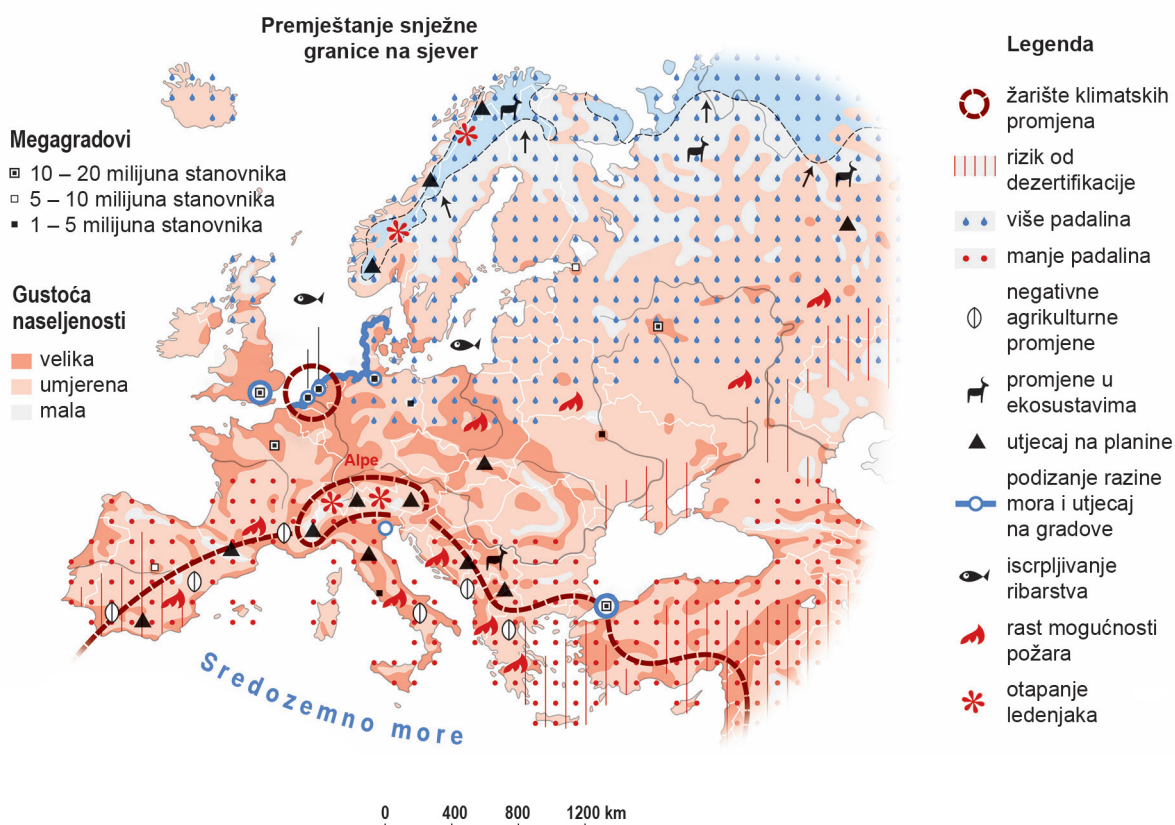 Premještanje snježne
granice na sjever
Megagradovi
10 – 20 milijuna stanovnika
5 – 10 milijuna stanovnika
1 – 5 milijuna stanovnika
Gustoća
naseljenosti
velika
umjerena
mala
Alpe
Sredozemno more
0 400 800 1200 km
Legenda
žarište klimatskih
promjena
rizik od
dezertifikacije
više padalina
manje padalina
negativne
agrikulturne
promjene
promjene u
ekosustavima
utjecaj na planine
podizanje razine
mora i utjecaj
na gradove
iscrpljivanje
ribarstva
rast mogućnosti
požara
otapanje
ledenjaka